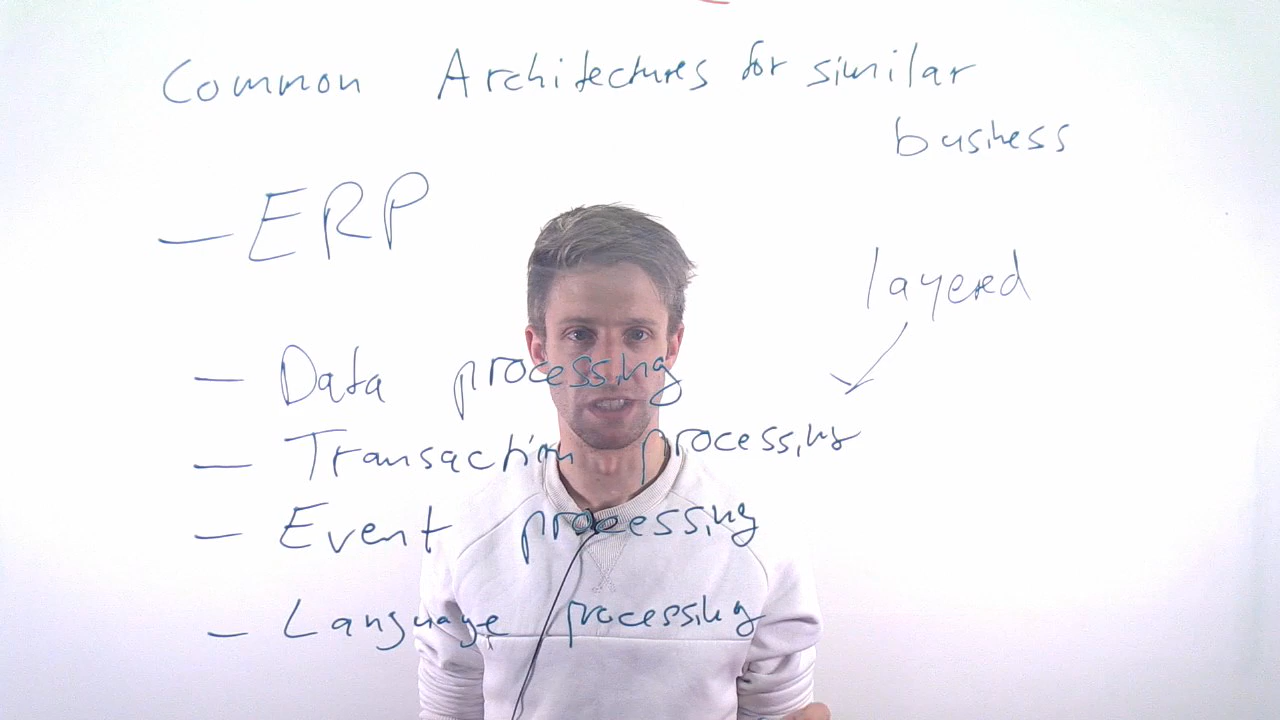 Common Architectures for similar
business
- ERP
layered
- Data processing
- Transaction processing
- Event processing
- Language processing